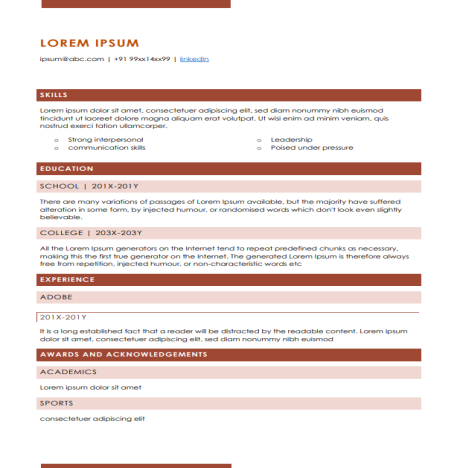 LOREM IPSUM
ipsum@abc.com | +91 99xx14xx99 | linkedin
SKILLS
Lorem ipsum dolor sit amet, consectetuer adipiscing elit, sed diam nonummy nibh euismod
tincidunt ut laoreet dolore magna aliquam erat volutpat. Ut wisi enim ad minim veniam, quis
nostrud exerci tation ullamcorper.
o Strong interpersonal
o communication skills
o Leadership
o Poised under pressure
EDUCATION
SCHOOL | 201X-201Y
There are many variations of passages of Lorem Ipsum available, but the majority have suffered
alteration in some form, by injected humour, or randomised words which don't look even slightly
believable.
COLLEGE | 203X-203Y
All the Lorem Ipsum generators on the Internet tend to repeat predefined chunks as necessary,
making this the first true generator on the Internet. The generated Lorem Ipsum is therefore always
free from repetition, injected humour, or non-characteristic words etc
EXPERIENCE
ADOBE
201X-201Y
It is a long established fact that a reader will be distracted by the readable content. Lorem ipsum
dolor sit amet, consectetuer adipiscing elit, sed diam nonummy nibh euismod
AWARDS AND ACKNOWLEDGEMENTS
ACADEMICS
Lorem ipsum dolor sit amet
SPORTS
consectetuer adipiscing elit